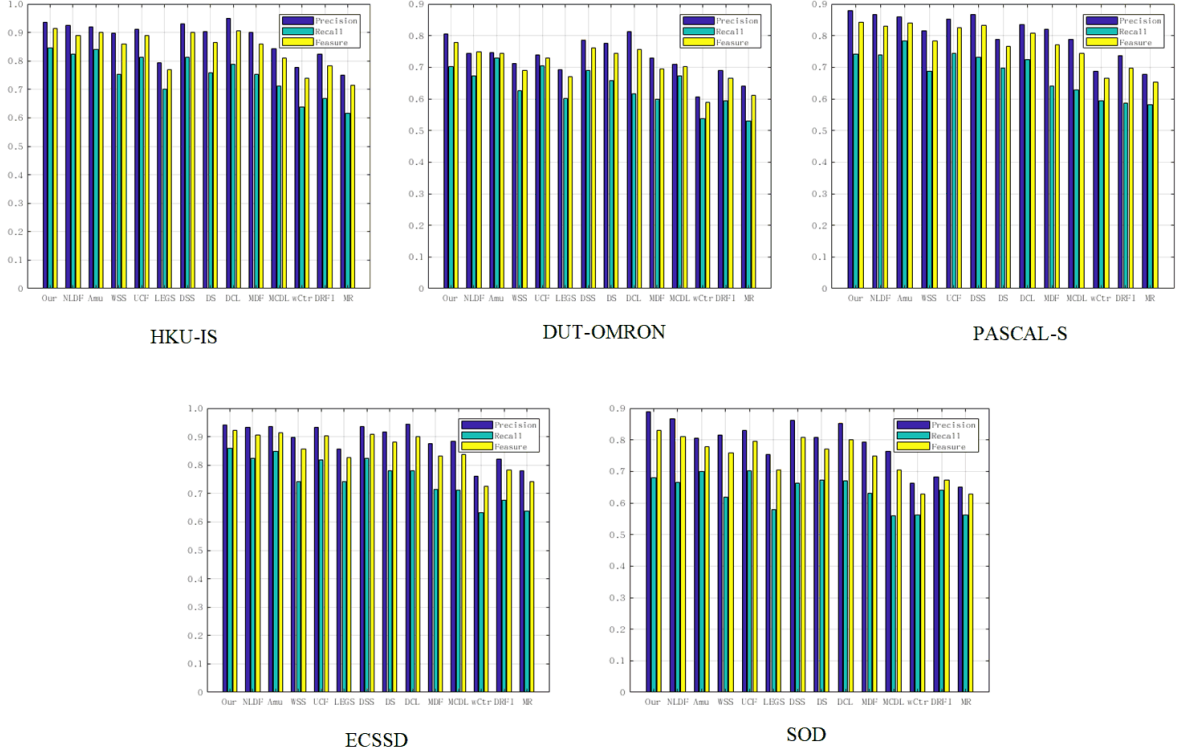 1.0
0.9
0.8
0.7
0.6
0.5
0.4
0.3
0.2
0.1
0
Precision
Recall
Feasure
Our NLDF Amu WSS UCF LEGS DSS DS DCL MDF MCDL wCtr DRFI MR
HKU-IS
0.9
0.8
0.7
0.6
0.5
0.4
0.3
0.2
0.1
0
Precision
Recall
Feasure
Our NLDF Amu WSS UCF LEGS DSS DS DCL MDF MCDL wCtr DRFI MR
DUT-OMRON
0.9
0.8
0.7
0.6
0.5
0.4
0.3
0.2
0.1
0
Precision
Recall
Feasure
Our NLDF Amu WSS UCF DSS DS DCL MDF MCDL wCtr DRFI MR
PASCAL-S
1.0
0.9
0.8
0.7
0.6
0.5
0.4
0.3
0.2
0.1
0
Precision
Recall
Feasure
Our NLDF Amu WSS UCF LEGS DSS DS DCL MDF MCDL wCtr DRFI MR
ECSSD
0.9
0.8
0.7
0.6
0.5
0.4
0.3
0.2
0.1
0
Precision
Recall
Feasure
Our NLDF Amu WSS UCF LEGS DSS DS DCL MDF MCDL wCtr DRFI MR
SOD